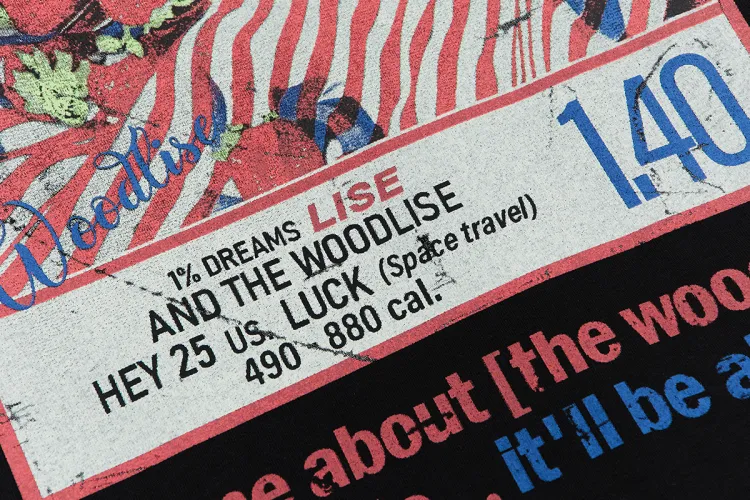 Woodlise
1.40
1% DREAMS LISE
AND THE WOODLISE
HEY 25 US. LUCK (Space travel)
490 - 880 cal.
about [the
it'll be